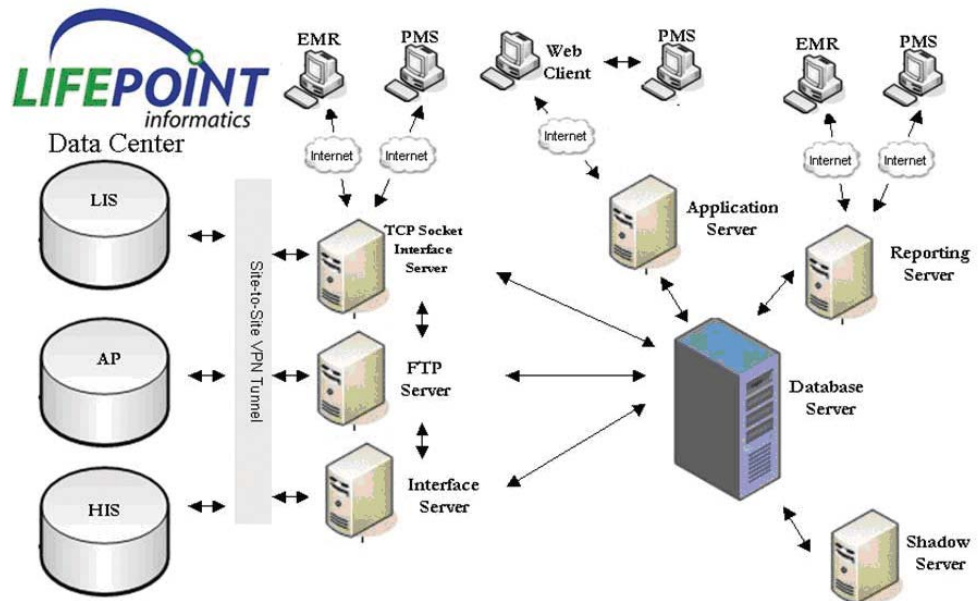 LIFEPOINT
informatics
Data Center
LIS
AP
HIS
Site-to-Site VPN Tunnel
EMR
PMS
Internet
Internet
TCP Socket
Interface
Server
FTP
Server
Interface
Server
Web
Client
PMS
Internet
Application
Server
EMR
PMS
Internet
Internet
Reporting
Server
Database
Server
Shadow
Server